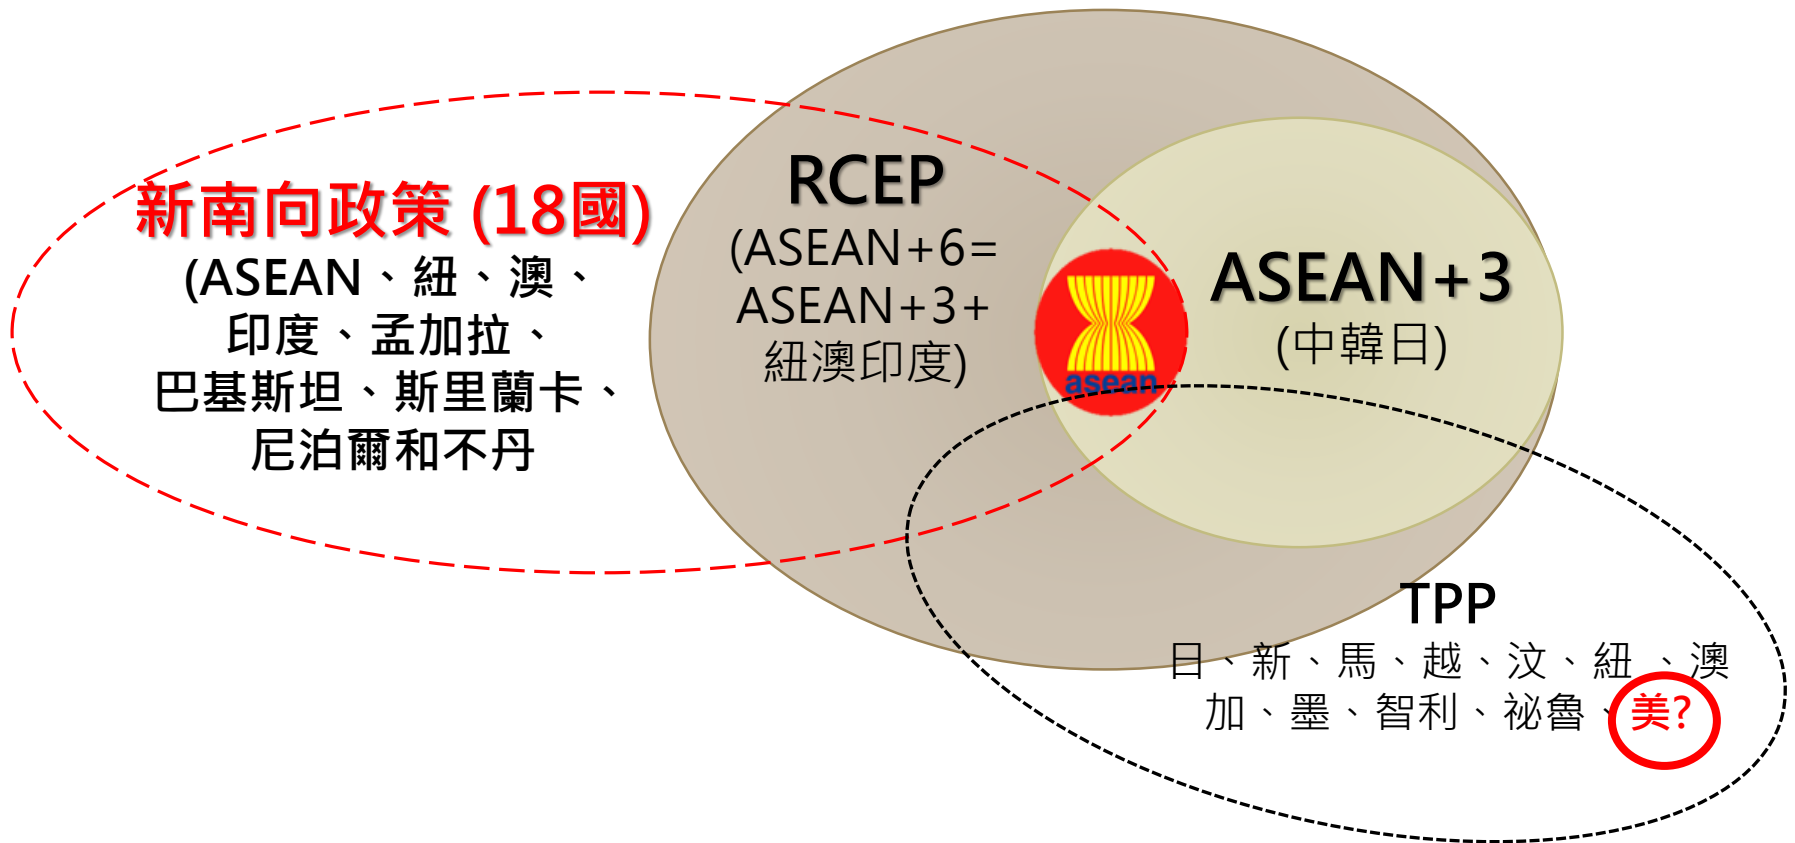 新南向政策 (18國)
(ASEAN、紐、澳、
印度、孟加拉、
巴基斯坦、斯里蘭卡、
尼泊爾和不丹
RCEP
(ASEAN+6=
ASEAN+3+
紐澳印度)
asean
ASEAN+3
(中韓日)
TPP
日、新、馬、越、汶、紐、澳
加、墨、智利、祕魯、美?